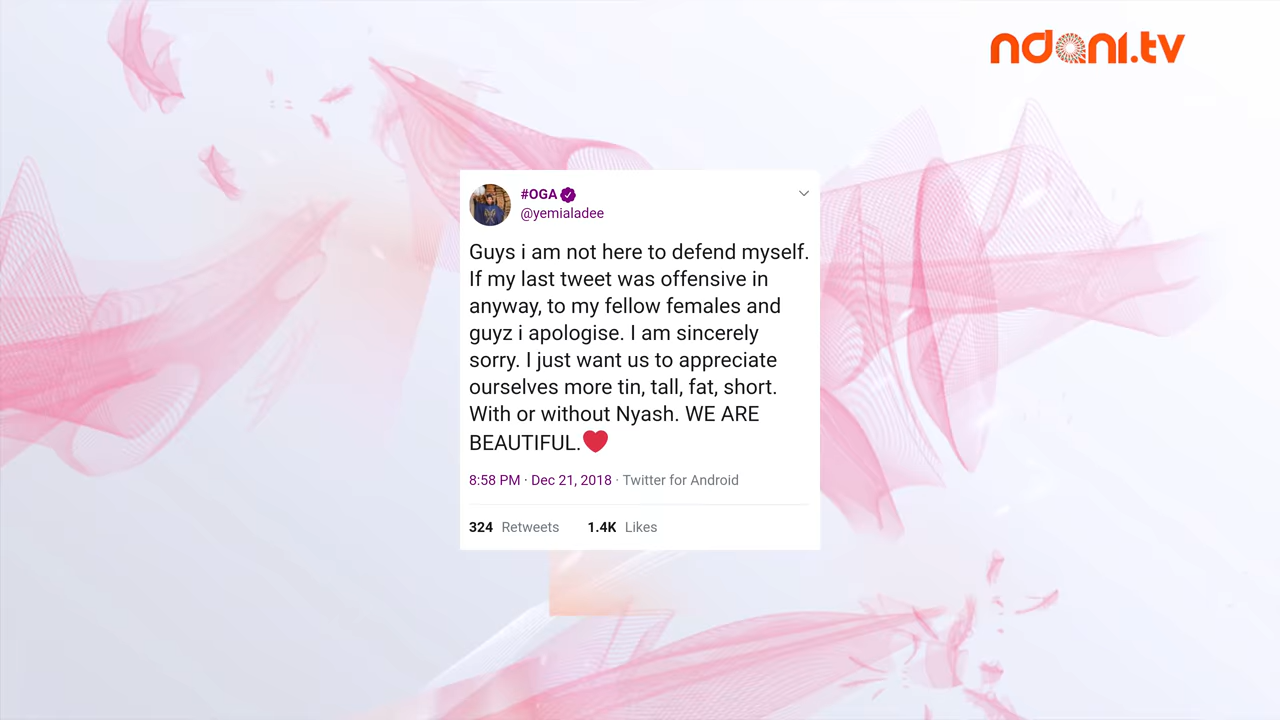 ndani.tv
#OGA
@yemialadee
Guys i am not here to defend myself.
If my last tweet was offensive in
anyway, to my fellow females and
guyz i apologise. I am sincerely
sorry. I just want us to appreciate
ourselves more tin, tall, fat, short.
With or without Nyash. WE ARE
BEAUTIFUL.❤️
8:58 PM · Dec 21, 2018 · Twitter for Android
324 Retweets 1.4K Likes